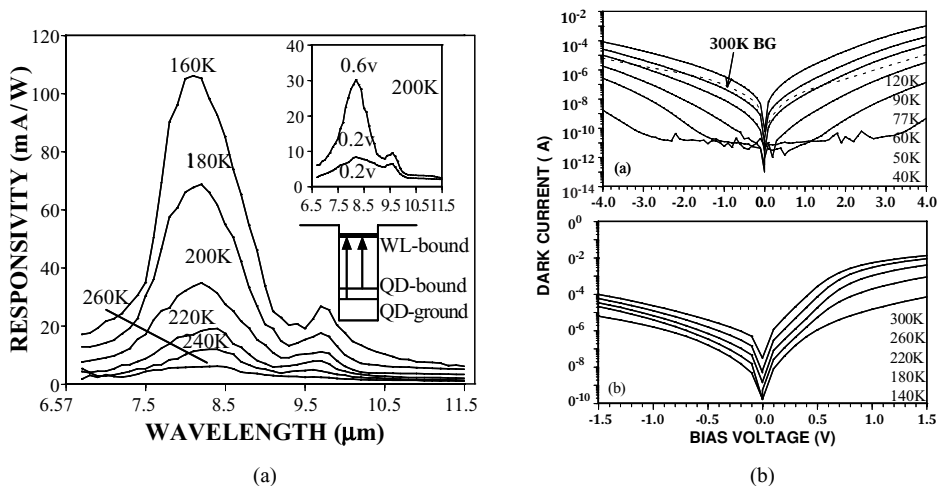 RESPONSIVITY (mA/W)
120
100
80
60
40
20
0
6.57
7.5
8.5
9.5
10.5
11.5
WAVELENGTH (µm)
160K
180K
200K
260K
220K
240K
40
30
20
10
0
6.5
7.5
8.5
9.5
10.5
11.5
0.6v
200K
0.2v
0.2v
WL-bound
QD-bound
QD-ground
(a)
(b)
DARK CURRENT ( A)
10-2
10-4
10-6
10-8
10-10
10-12
10-14
300K BG
120K
90K
77K
60K
50K
40K
(a)
-4.0
-3.0
-2.0
-1.0
0.0
1.0
2.0
3.0
4.0
100
10-2
10-4
10-6
10-8
10-10
300K
260K
220K
180K
140K
(b)
-1.5
-1.0
-0.5
0.0
0.5
1.0
1.5
BIAS VOLTAGE (V)
(b)